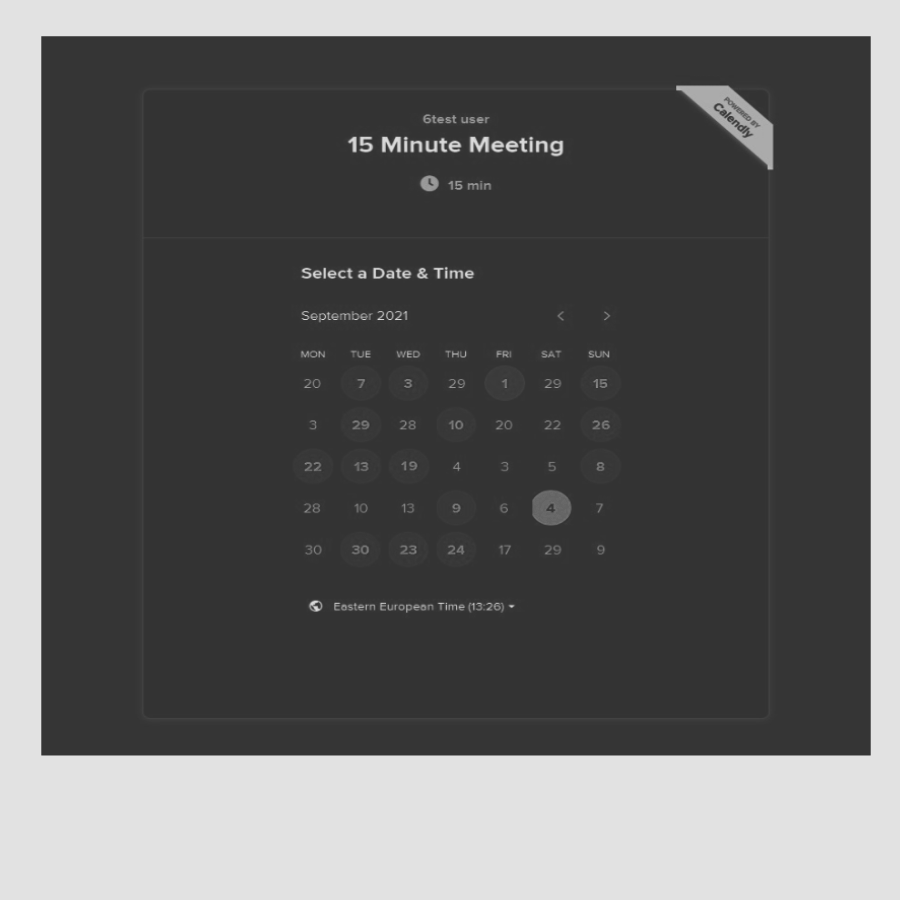 POWERED BY
Calendly
6test user
15 Minute Meeting
15 min
Select a Date & Time
September 2021
MON TUE WED THU FRI SAT SUN
20 7 3 29 1 29 15
3 29 28 10 20 22 26
22 13 19 4 3 5 8
28 10 13 9 6 4 7
30 30 23 24 17 29 9
Eastern European Time (13:26)